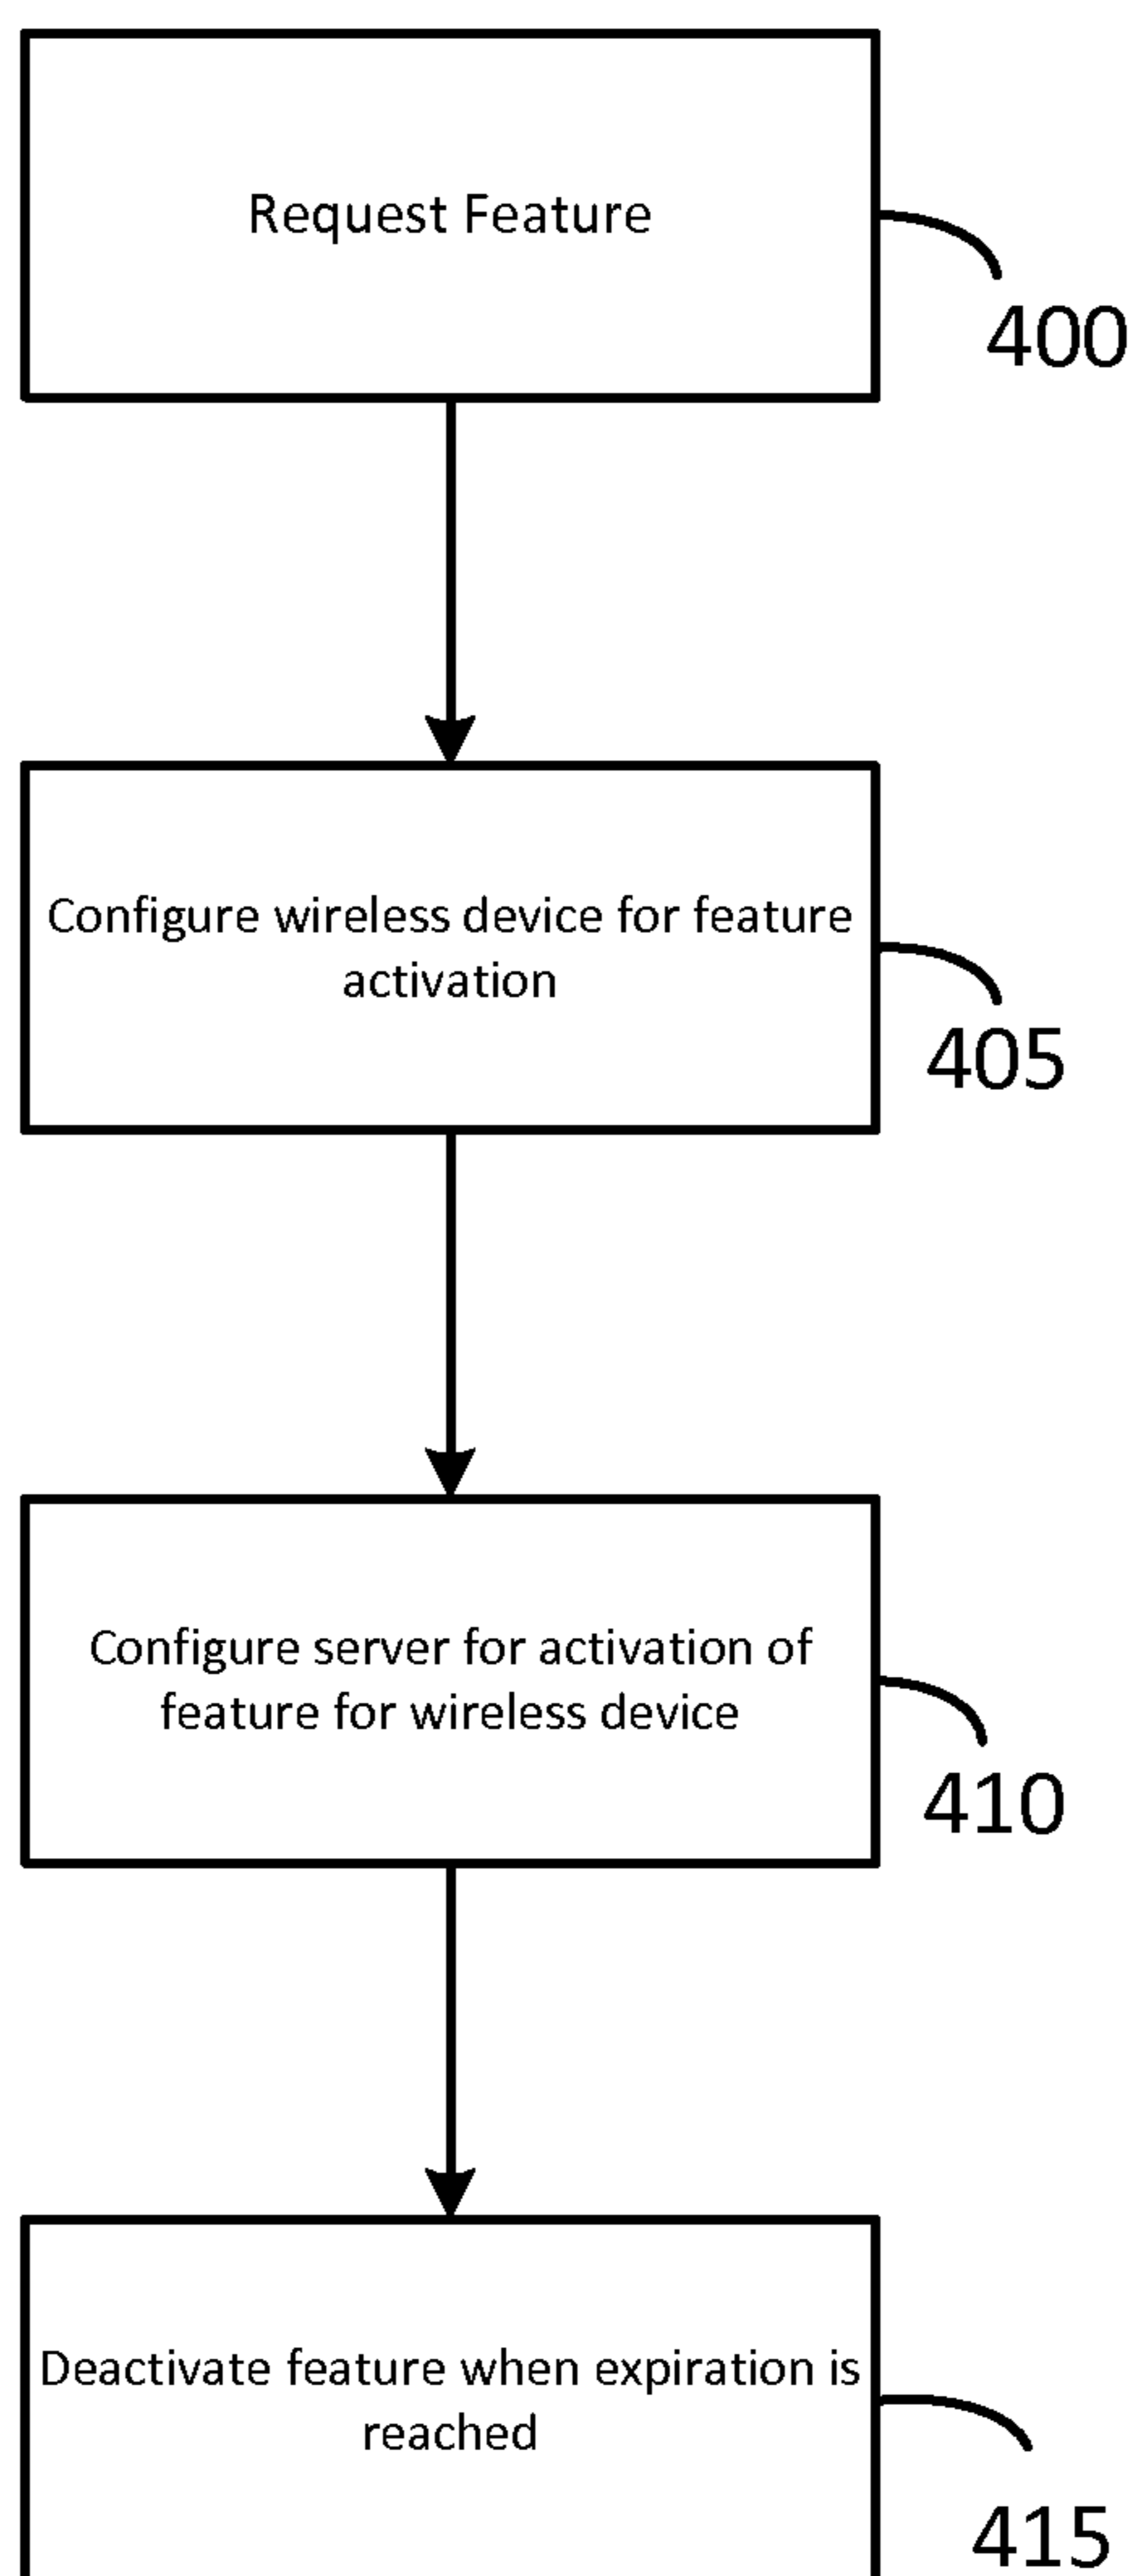 Request Feature
400
Configure wireless device for feature
activation
405
Configure server for activation of
feature for wireless device
410
Deactivate feature when expiration is
reached
415